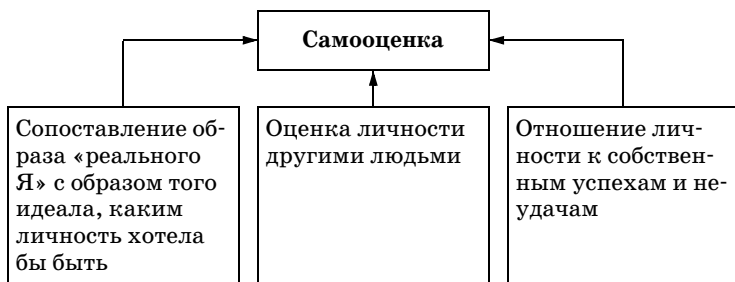 Самооценка
Сопоставление об-
раза «реального
Я» с образом того
идеала, каким
личность хотела
бы быть
Оценка личности
другими людьми
Отношение лич-
ности к собствен-
ным успехам и не-
удачам